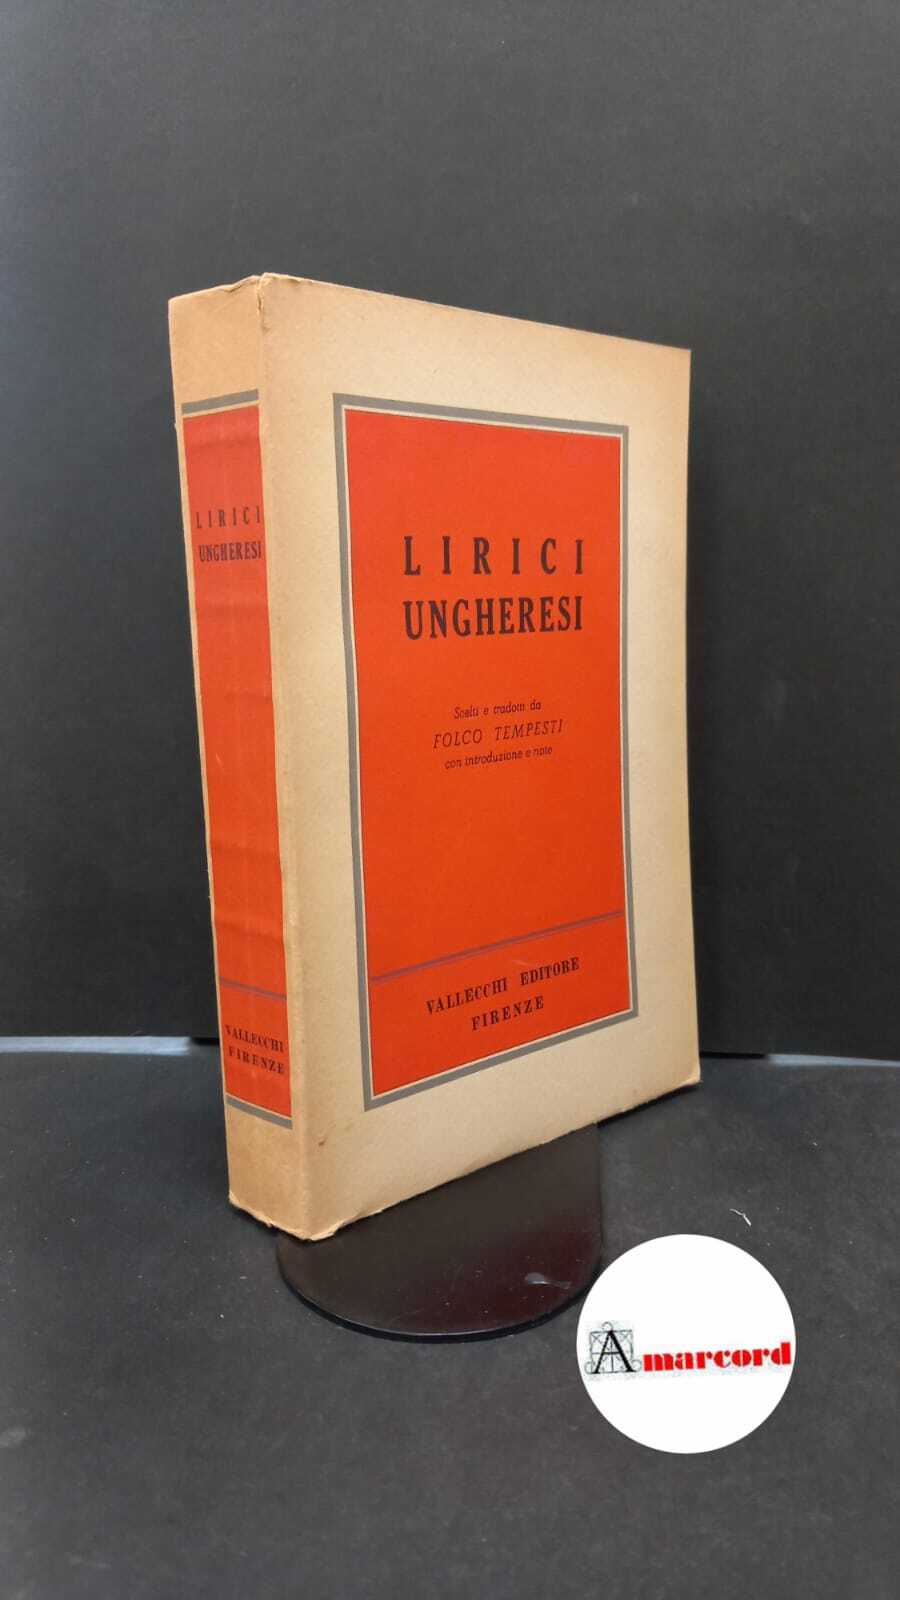 LIRICI
UNGHERESI
VALLECCHI
FIRENZE
LIRICI
UNGHERESI
Scelti e tradotti da
FOLCO TEMPESTI
con introduzione e note
VALLECCHI EDITORE
FIRENZE
Amarcord